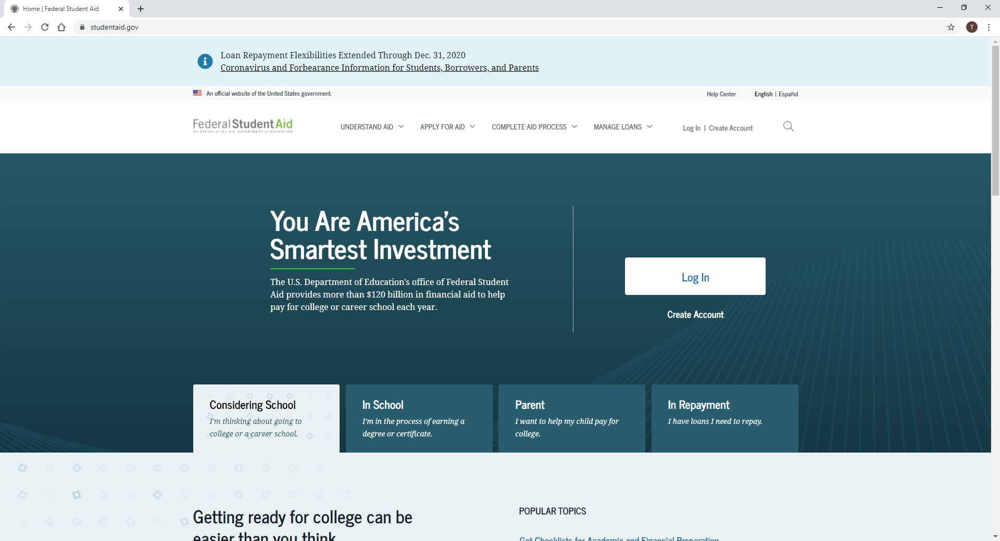 Home | Federal Student Aid
studentaid.gov
T
Loan Repayment Flexibilities Extended Through Dec. 31, 2020
Coronavirus and Forbearance Information for Students, Borrowers, and Parents
An official website of the United States government.
Help Center
English | Español
Federal Student Aid
An OFFICE of the U.S. DEPARTMENT of EDUCATION
UNDERSTAND AID
APPLY FOR AID
COMPLETE AID PROCESS
MANAGE LOANS
Log In | Create Account
You Are America's
Smartest Investment
The U.S. Department of Education's office of Federal Student
Aid provides more than $120 billion in financial aid to help
pay for college or career school each year.
Log In
Create Account
Considering School
I'm thinking about going to
college or a career school.
In School
I'm in the process of earning a
degree or certificate.
Parent
I want to help my child pay for
college.
In Repayment
I have loans I need to repay.
Getting ready for college can be
easier than you think
POPULAR TOPICS
Get Checklists for Academic and Financial Preparation